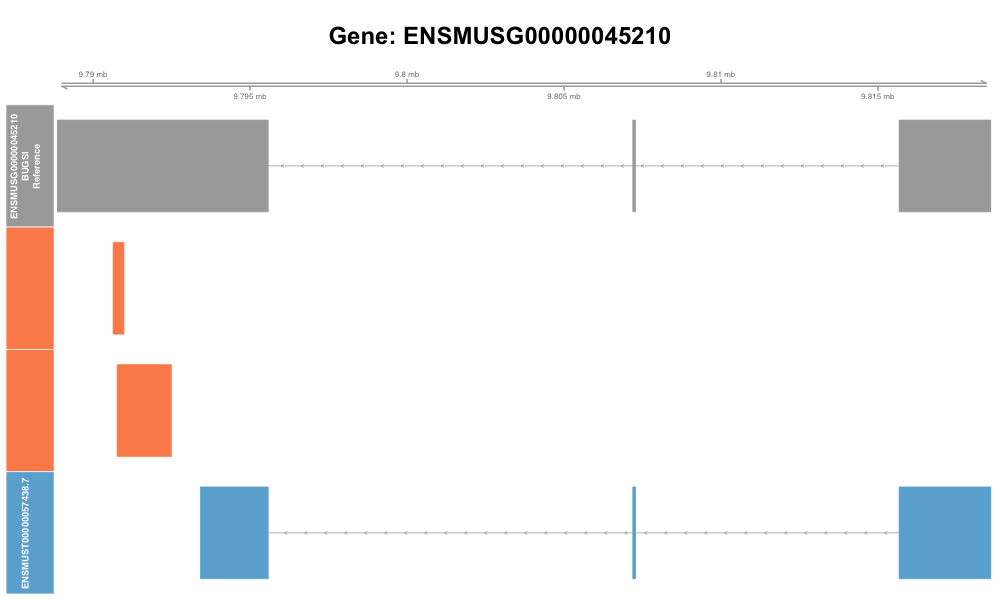 Gene: ENSMUSG00000045210
9.79 mb
9.8 mb
9.81 mb
9.795 mb
9.805 mb
9.815 mb
ENSMUSG00000045210
BUGSI
Reference
ENSMUST00000057438.7